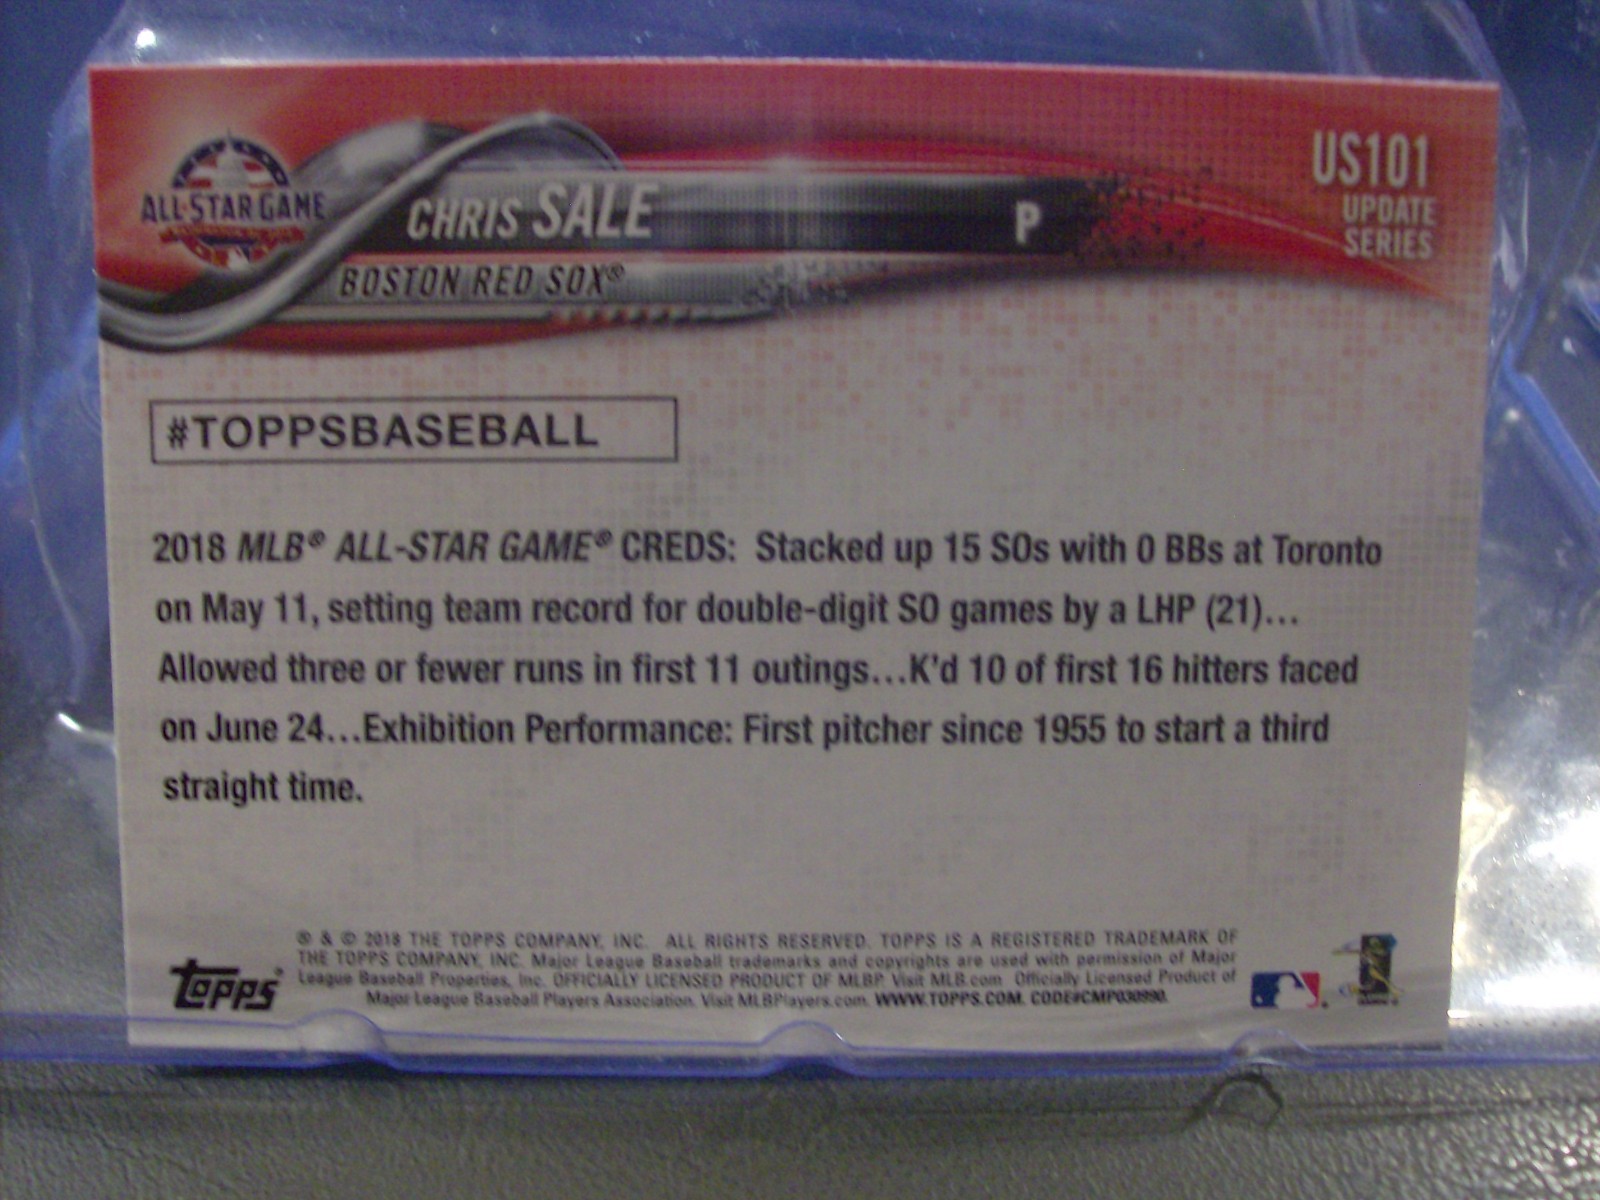 ALL-STAR GAME
CHRIS SALE
P
US101
UPDATE
SERIES
BOSTON RED SOX®
#TOPPSBASEBALL
2018 MLB® ALL-STAR GAME® CREDS: Stacked up 15 SOs with 0 BBs at Toronto
on May 11, setting team record for double-digit SO games by a LHP (21)...
Allowed three or fewer runs in first 11 outings...K'd 10 of first 16 hitters faced
on June 24...Exhibition Performance: First pitcher since 1955 to start a third
straight time.
® & © 2018 THE TOPPS COMPANY, INC. ALL RIGHTS RESERVED. TOPPS IS A REGISTERED TRADEMARK OF
THE TOPPS COMPANY, INC. Major League Baseball trademarks and copyrights are used with permission of Major
League Baseball Properties, Inc. OFFICIALLY LICENSED PRODUCT OF MLBP. Visit MLB.com Officially Licensed Product of
Major League Baseball Players Association. Visit MLBPlayers.com. WWW.TOPPS.COM. CODE#CMP030990.
Topps®